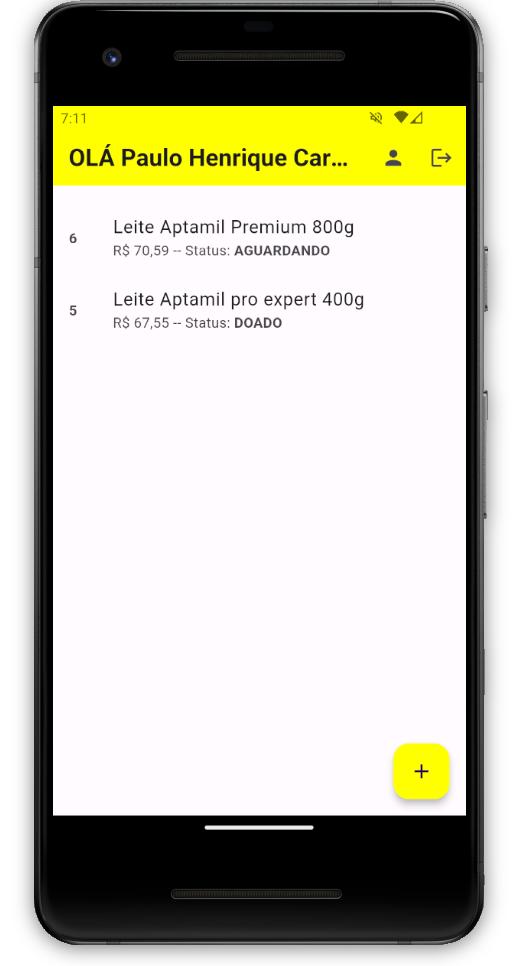 7:11
OLÁ Paulo Henrique Car...
6
Leite Aptamil Premium 800g
R$ 70,59 -- Status: AGUARDANDO
5
Leite Aptamil pro expert 400g
R$ 67,55 -- Status: DOADO
+